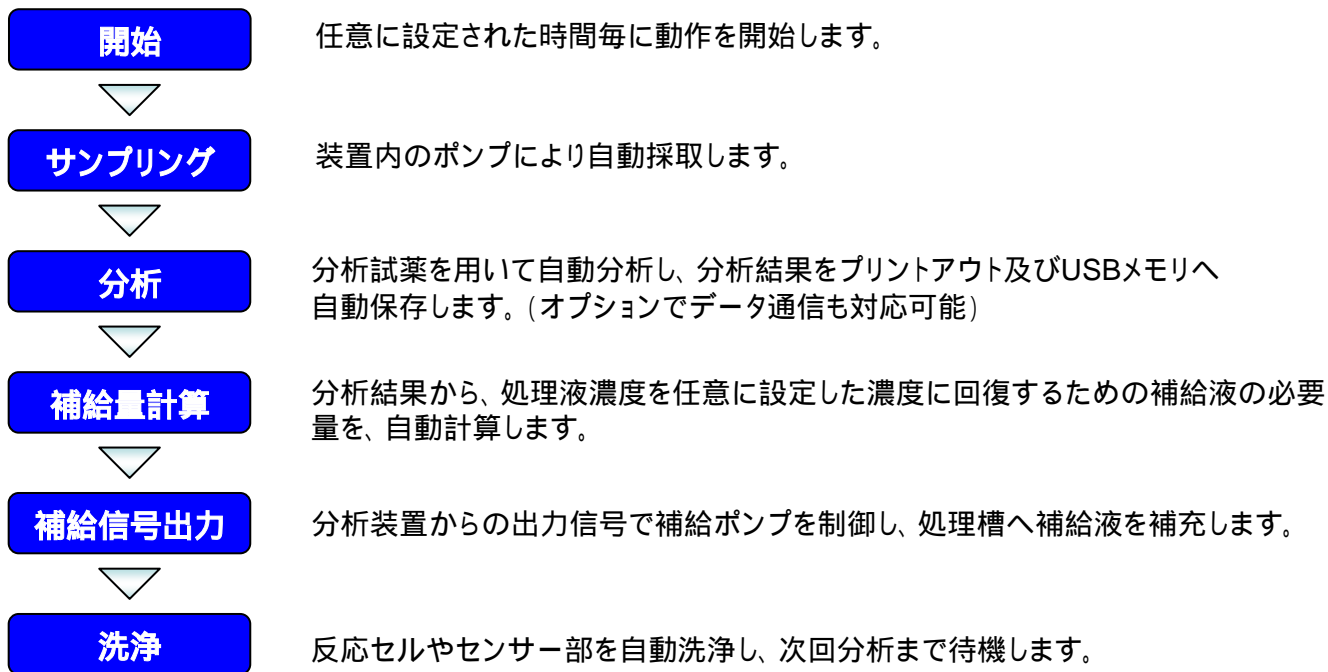 開始
任意に設定された時間毎に動作を開始します。
サンプリング
装置内のポンプにより自動採取します。
分析
分析試薬を用いて自動分析し、分析結果をプリントアウト及びUSBメモリへ
自動保存します。(オプションでデータ通信も対応可能)
補給量計算
分析結果から、処理液濃度を任意に設定した濃度に回復するための補給液の必要
量を、自動計算します。
補給信号出力
分析装置からの出力信号で補給ポンプを制御し、処理槽へ補給液を補充します。
洗浄
反応セルやセンサー部を自動洗浄し、次回分析まで待機します。